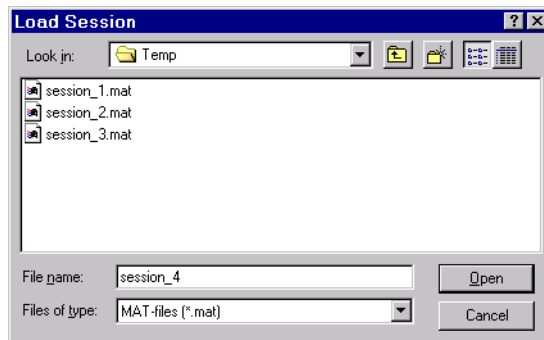 Load Session
Look in: Temp
session_1.mat
session_2.mat
session_3.mat
File name: session_4
Open
Files of type: MAT-files (*.mat)
Cancel